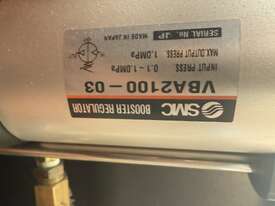 SMC BOOSTER REGULATOR
VBA2100-03
INPUT PRESS. 0.1~1.0MPa
MAX.OUTPUT PRESS. 1.0MPa
SERIAL NO. JP MADE IN JAPAN